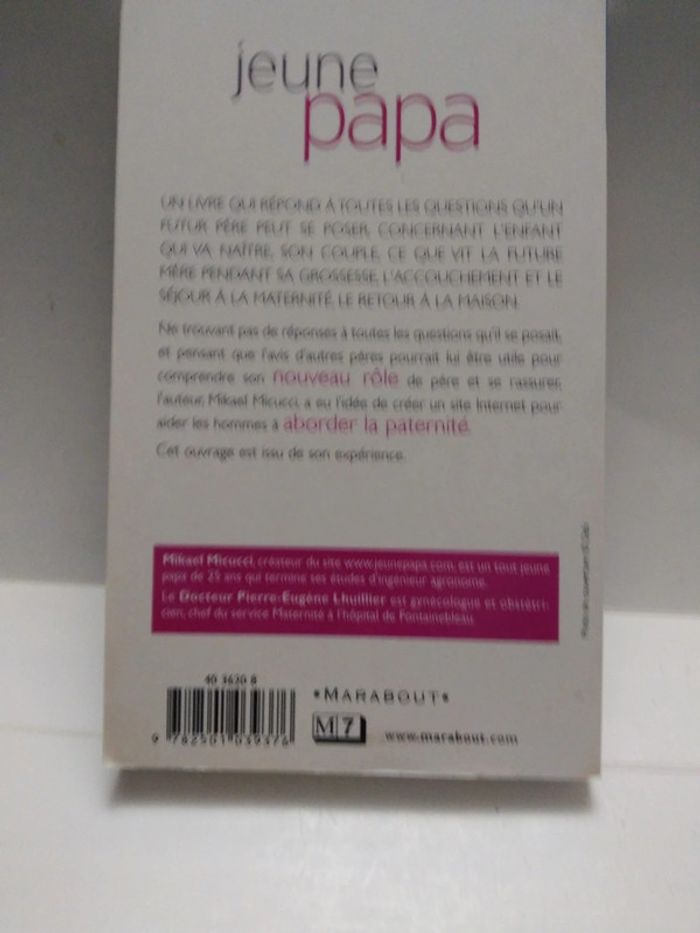 jeune
papa
UN LIVRE QUI RÉPOND À TOUTES LES QUESTIONS QU'UN
FUTUR PÈRE PEUT SE POSER, CONCERNANT L'ENFANT
QUI VA NAÎTRE, SON COUPLE, CE QUE VIT LA FUTURE
MÈRE PENDANT SA GROSSESSE, L'ACCOUCHEMENT ET LE
SÉJOUR À LA MATERNITÉ, LE RETOUR À LA MAISON.
Ne trouvant pas de réponses à toutes les questions qu'il se posait,
et pensant que l'avis d'autres pères pourrait lui être utile pour
comprendre son nouveau rôle de père et se rassurer,
l'auteur, Mikael Micucci, a eu l'idée de créer un site Internet pour
aider les hommes à aborder la paternité.
Cet ouvrage est issu de son expérience.
Mikael Micucci, créateur du site www.jeunepapa.com, est un tout jeune
papa de 25 ans qui termine ses études d'ingénieur agronome.
Le Docteur Pierre-Eugène Lhuillier est gynécologue et obstétri-
cien, chef du service Maternité à l'hôpital de Fontainebleau.
40 3620 8
9 782501 039376
•MARABOUT•
M 7
www.marabout.com